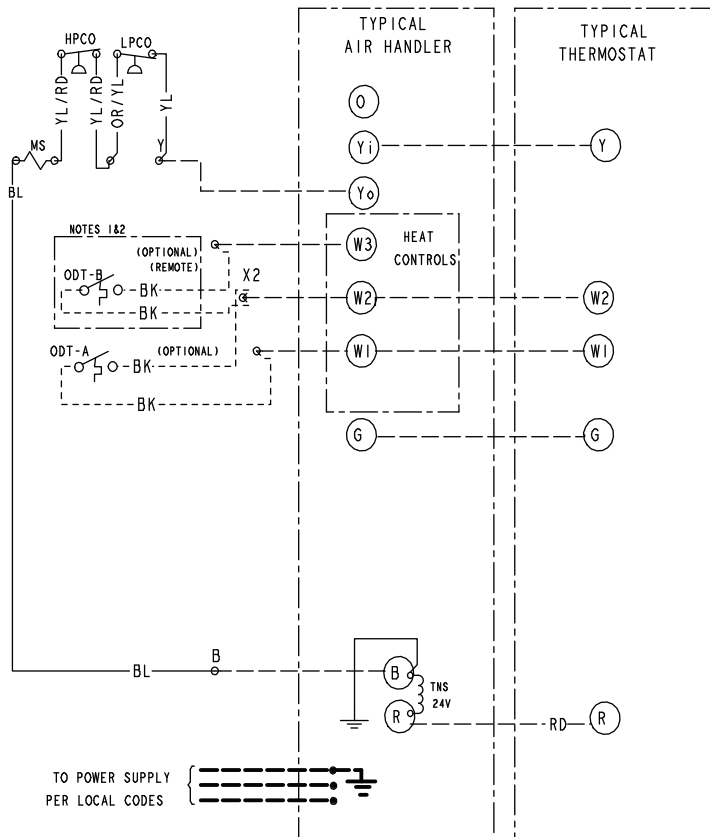 TYPICAL
AIR HANDLER
TYPICAL
THERMOSTAT
HPCO
LPCO
YL/RD
YL/RD
OR/YL
YL
MS
Y
BL
O
Yi
Y
Yo
NOTES 1&2
(OPTIONAL)
(REMOTE)
W3
HEAT
CONTROLS
ODT-B
BK
BK
X2
W2
W2
ODT-A
(OPTIONAL)
BK
BK
W1
W1
G
G
BL
B
B
TNS
24V
R
RD
R
TO POWER SUPPLY
PER LOCAL CODES